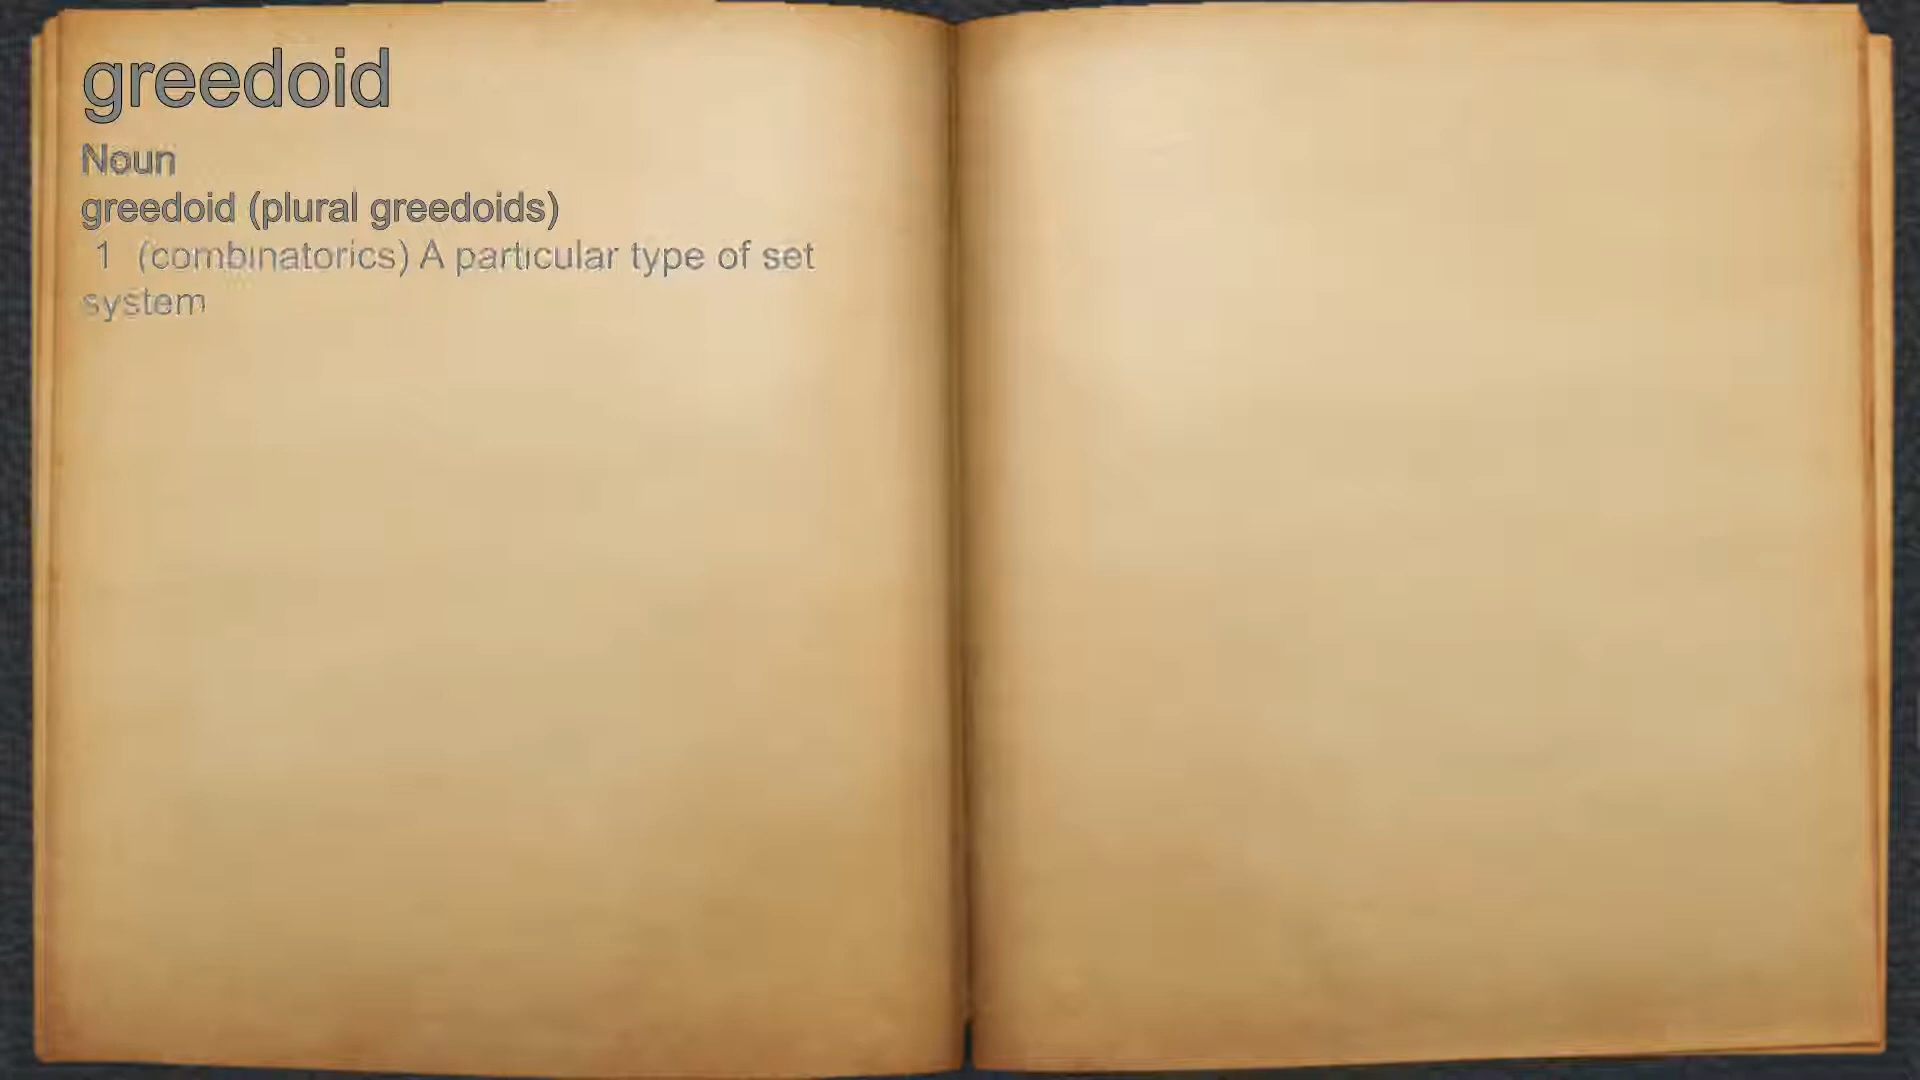 greedoid
Noun
greedoid (plural greedoids)
1 (combinatorics) A particular type of set
system